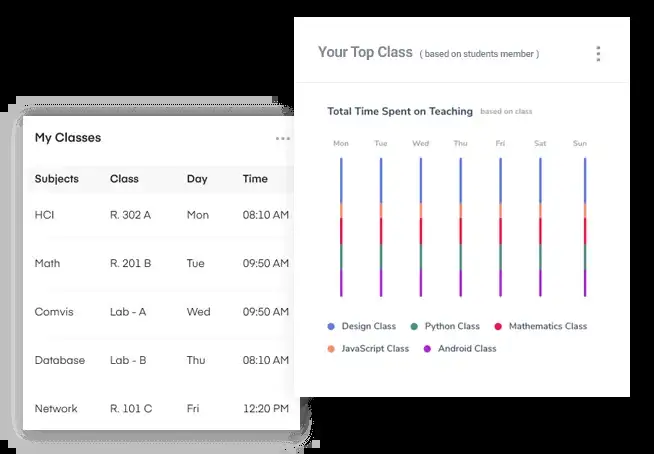 Your Top Class ( based on students member )
Total Time Spent on Teaching based on class
Mon Tue Wed Thu Fri Sat Sun
Design Class Python Class Mathematics Class
JavaScript Class Android Class
My Classes
Subjects Class Day Time
HCI R. 302 A Mon 08:10 AM
Math R. 201 B Tue 09:50 AM
Comvis Lab - A Wed 09:50 AM
Database Lab - B Thu 08:10 AM
Network R. 101 C Fri 12:20 PM